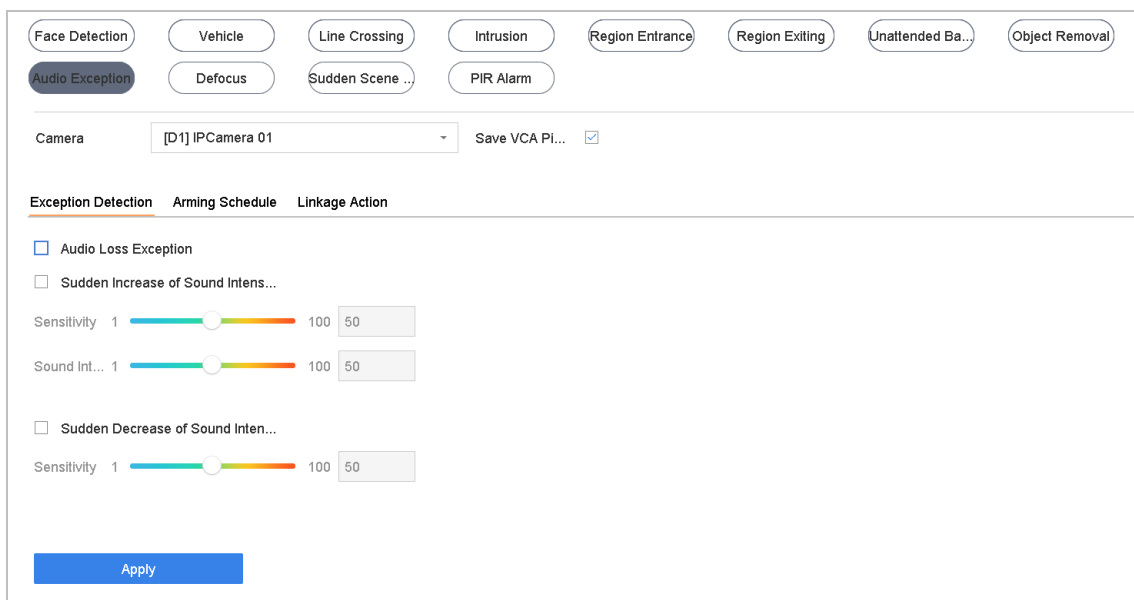 Face Detection Vehicle Line Crossing Intrusion Region Entrance Region Exiting Unattended Ba... Object Removal
Audio Exception Defocus Sudden Scene ... PIR Alarm
Camera [D1] IPCamera 01 Save VCA Pi...
Exception Detection Arming Schedule Linkage Action
Audio Loss Exception
Sudden Increase of Sound Intens...
Sensitivity 1 100 50
Sound Int... 1 100 50
Sudden Decrease of Sound Inten...
Sensitivity 1 100 50
Apply